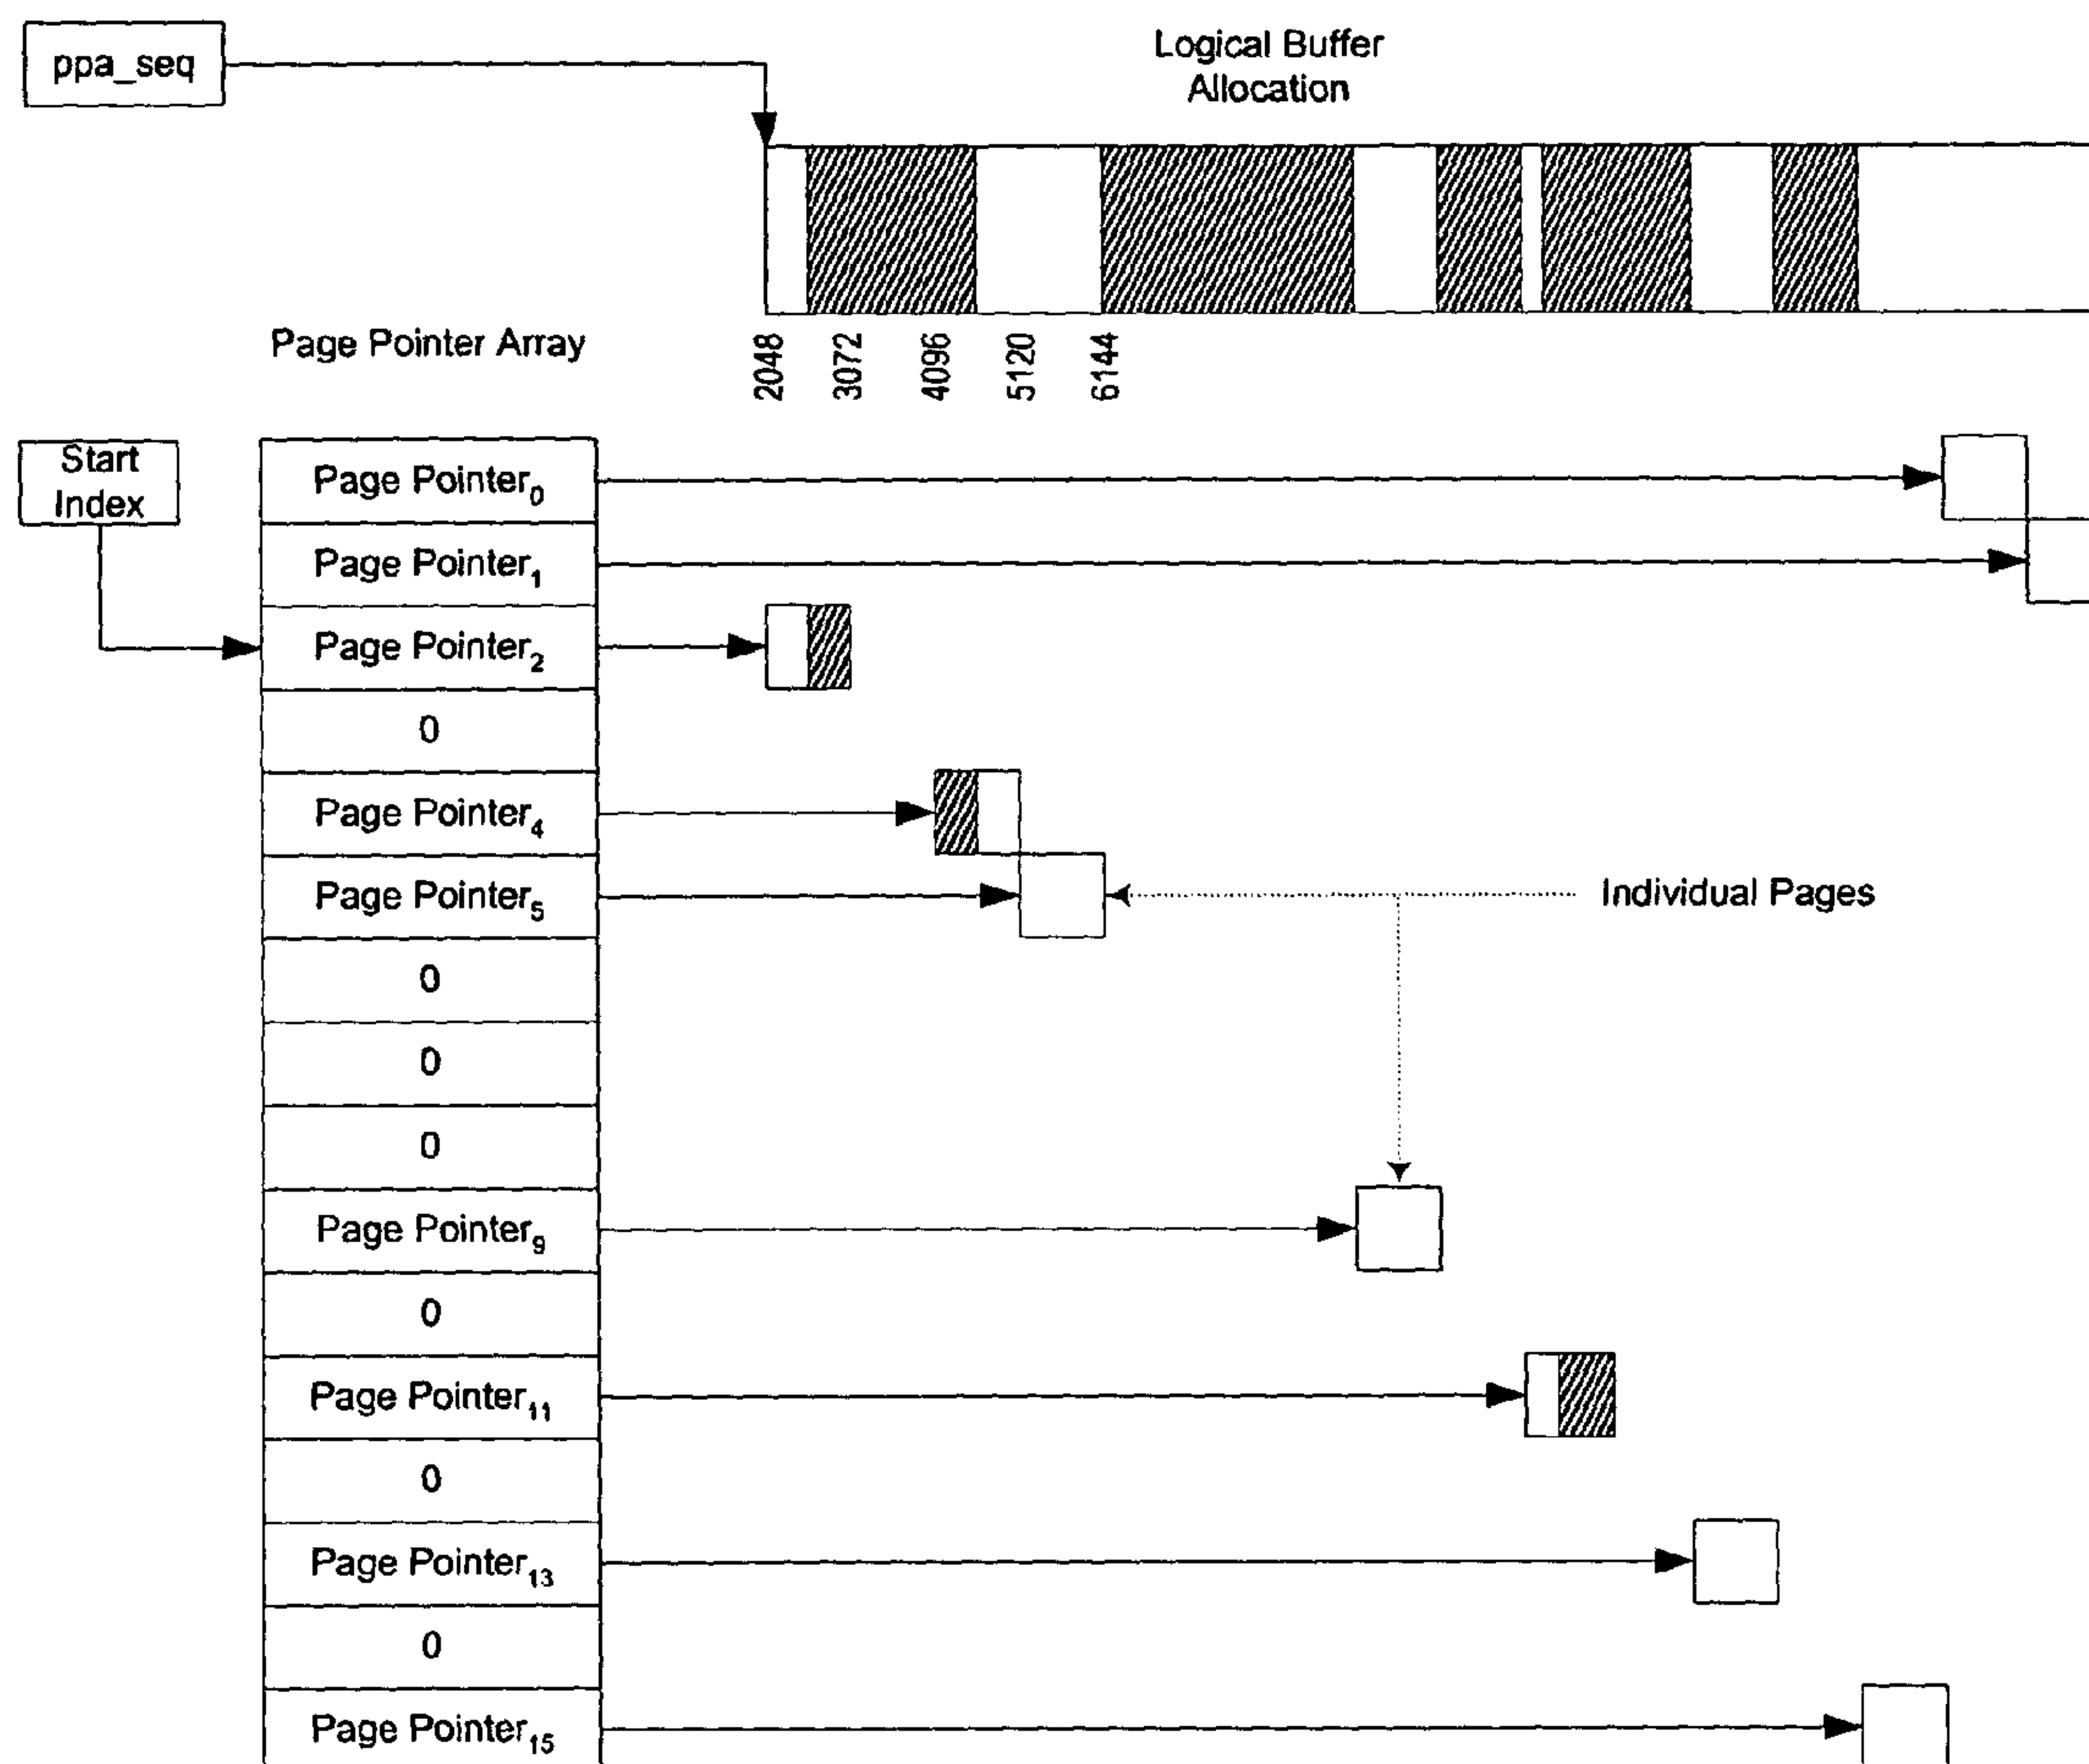 ppa_seq
Logical Buffer
Allocation
Page Pointer Array
2048
3072
4096
5120
6144
Start
Index
Page Pointer₀
Page Pointer₁
Page Pointer₂
0
Page Pointer₄
Page Pointer₅
Individual Pages
0
0
0
Page Pointer₉
0
Page Pointer₁₁
0
Page Pointer₁₃
0
Page Pointer₁₅